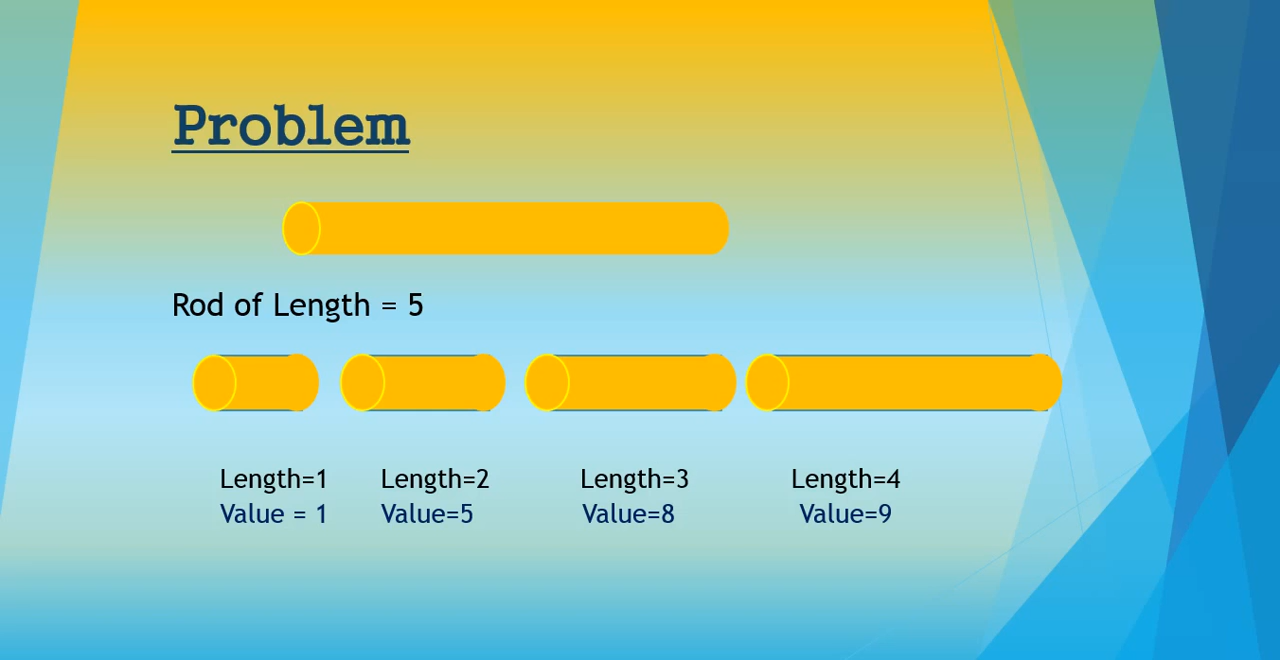 Problem
Rod of Length = 5
Length=1 Length=2 Length=3 Length=4
Value = 1 Value=5 Value=8 Value=9